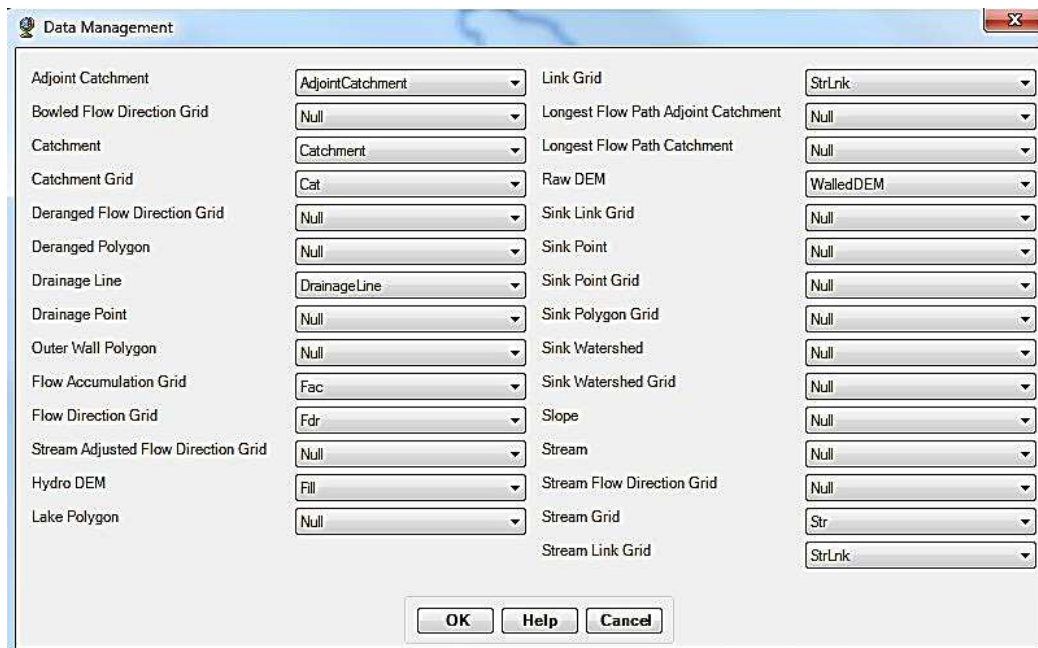 Data Management
Adjoint Catchment AdjointCatchment
Bowled Flow Direction Grid Null
Catchment Catchment
Catchment Grid Cat
Deranged Flow Direction Grid Null
Deranged Polygon Null
Drainage Line DrainageLine
Drainage Point Null
Outer Wall Polygon Null
Flow Accumulation Grid Fac
Flow Direction Grid Fdr
Stream Adjusted Flow Direction Grid Null
Hydro DEM Fill
Lake Polygon Null
Link Grid StrLnk
Longest Flow Path Adjoint Catchment Null
Longest Flow Path Catchment Null
Raw DEM WalledDEM
Sink Link Grid Null
Sink Point Null
Sink Point Grid Null
Sink Polygon Grid Null
Sink Watershed Null
Sink Watershed Grid Null
Slope Null
Stream Null
Stream Flow Direction Grid Null
Stream Grid Str
Stream Link Grid StrLnk
OK Help Cancel